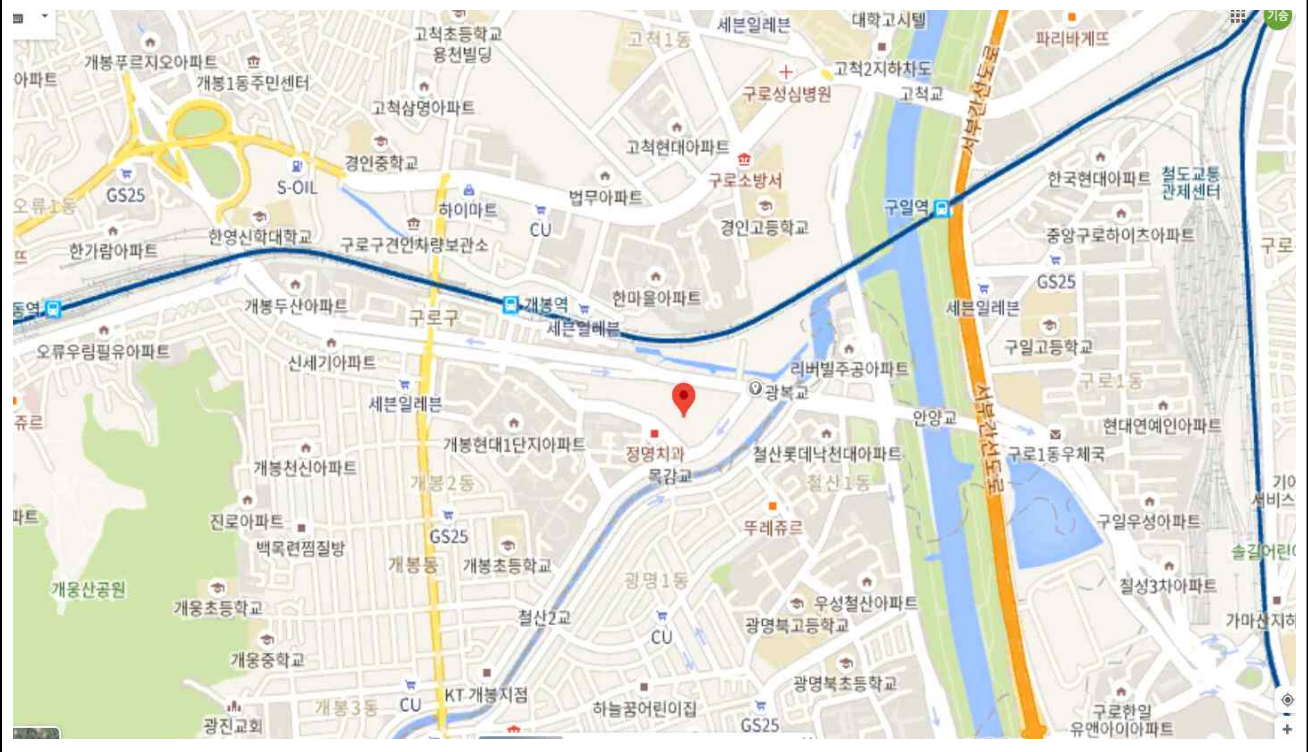 고척초등학교
용천빌딩
세븐일레븐
대학고시텔
기승
고척1동
파리바게뜨
개봉푸르지오아파트
아파트
개봉1동주민센터
고척2지하차도
구로성심병원
고척교
서부간선도로
고척삼영아파트
고척현대아파트
경인중학교
구로소방서
한국현대아파트
철도교통
관제센터
S-OIL
GS25
법무아파트
하이마트
구일역
오류1동
CU
경인고등학교
한영신학대학교
구로구견인차량보관소
중앙구로하이츠아파트
한가람아파트
GS25
개봉두산아파트
개봉역
한마을아파트
세븐일레븐
동역
구로구
세븐일레븐
오류우림필유아파트
신세기아파트
구일고등학교
리버빌주공아파트
구로1동
광복교
세븐일레븐
쥬르
안양교
서부간선도로
현대연예인아파트
개봉현대1단지아파트
정명치과
철산롯데낙천대아파트
구로1동우체국
개봉천신아파트
목감교
개봉2동
철산1동
진로아파트
뚜레쥬르
구일우성아파트
백목련찜질방
GS25
개봉동
개봉초등학교
광명1동
개웅산공원
칠성3차아파트
개웅초등학교
우성철산아파트
철산2교
광명북고등학교
CU
개웅중학교
광명북초등학교
KT 개봉지점
CU
개봉3동
하늘꿈어린이집
구로한일
유앤아이아파트
광진교회
GS25